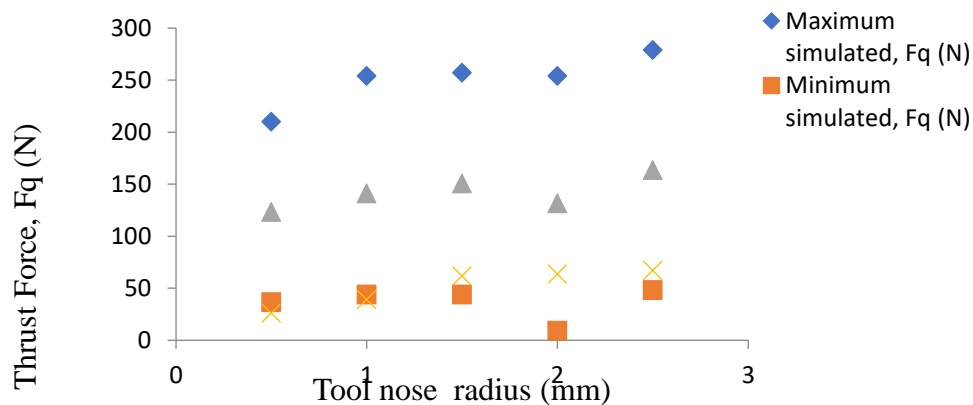 Thrust Force, Fq (N)
300
250
200
150
100
50
0
0
1
2
3
Tool nose radius (mm)
Maximum
simulated, Fq (N)
Minimum
simulated, Fq (N)